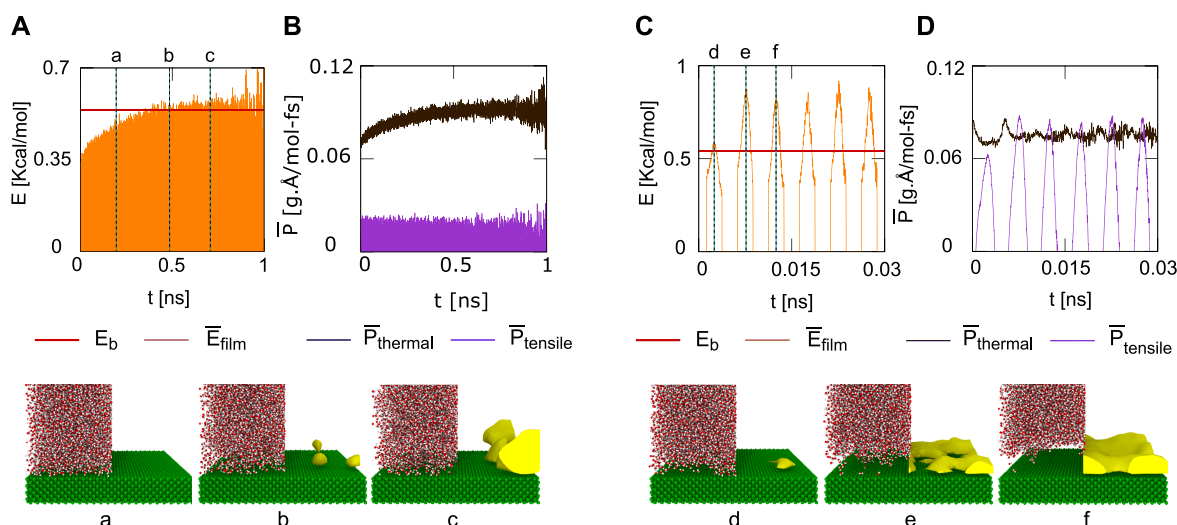 A
B
C
D
a
b
c
d
e
f
0.7
0.35
0
E [Kcal/mol]
0
0.5
1
t [ns]
0.12
0.06
0
P̅ [g.Å/mol-fs]
0
0.5
1
t [ns]
1
0.5
0
E [Kcal/mol]
0
0.015
0.03
t [ns]
0.12
0.06
0
P̅ [g.Å/mol-fs]
0
0.015
0.03
t [ns]
E_b
E̅_film
P̅_thermal
P̅_tensile
E_b
E̅_film
P̅_thermal
P̅_tensile
a
b
c
d
e
f